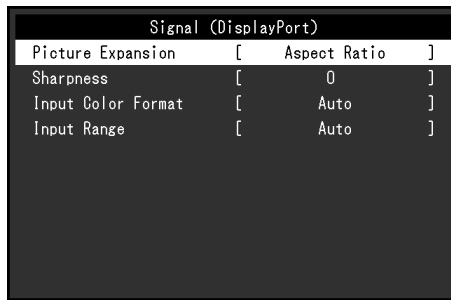 Signal (DisplayPort)
Picture Expansion [ Aspect Ratio ]
Sharpness [ 0 ]
Input Color Format [ Auto ]
Input Range [ Auto ]